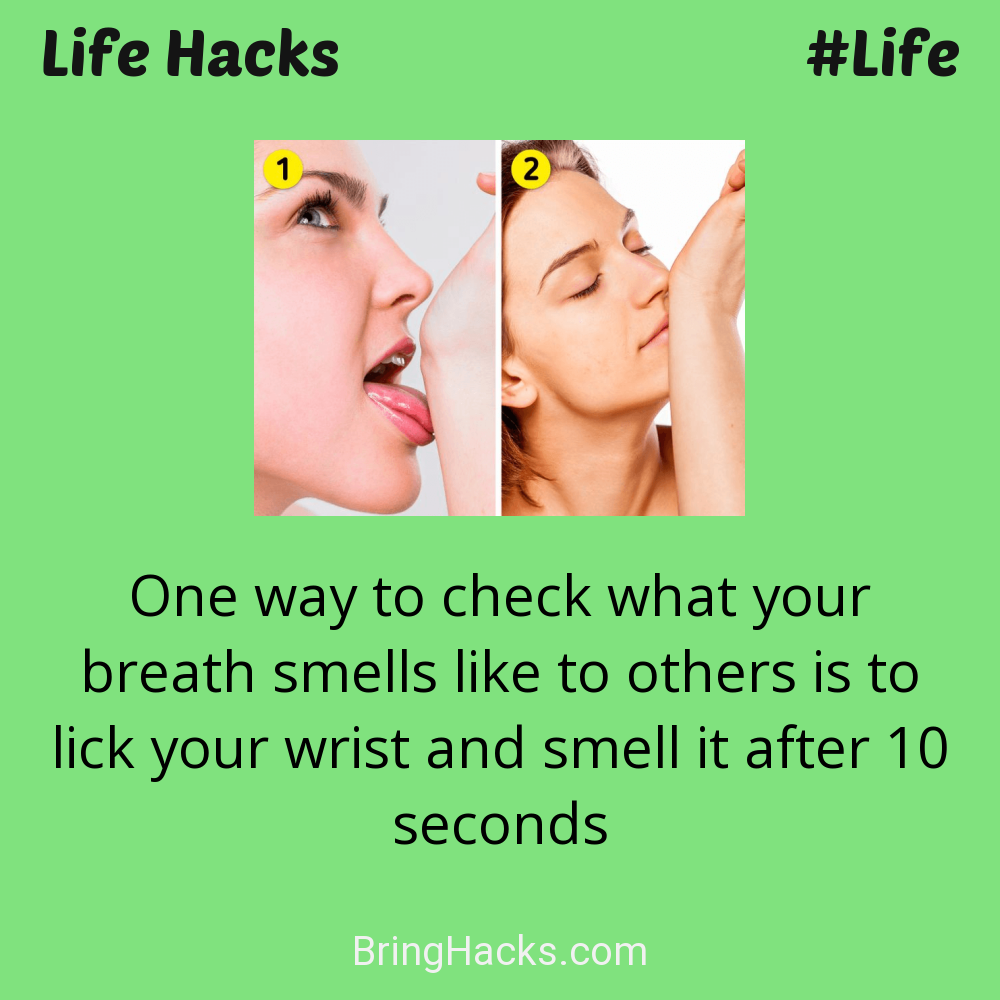 Life Hacks
#Life
1
2
One way to check what your
breath smells like to others is to
lick your wrist and smell it after 10
seconds
BringHacks.com